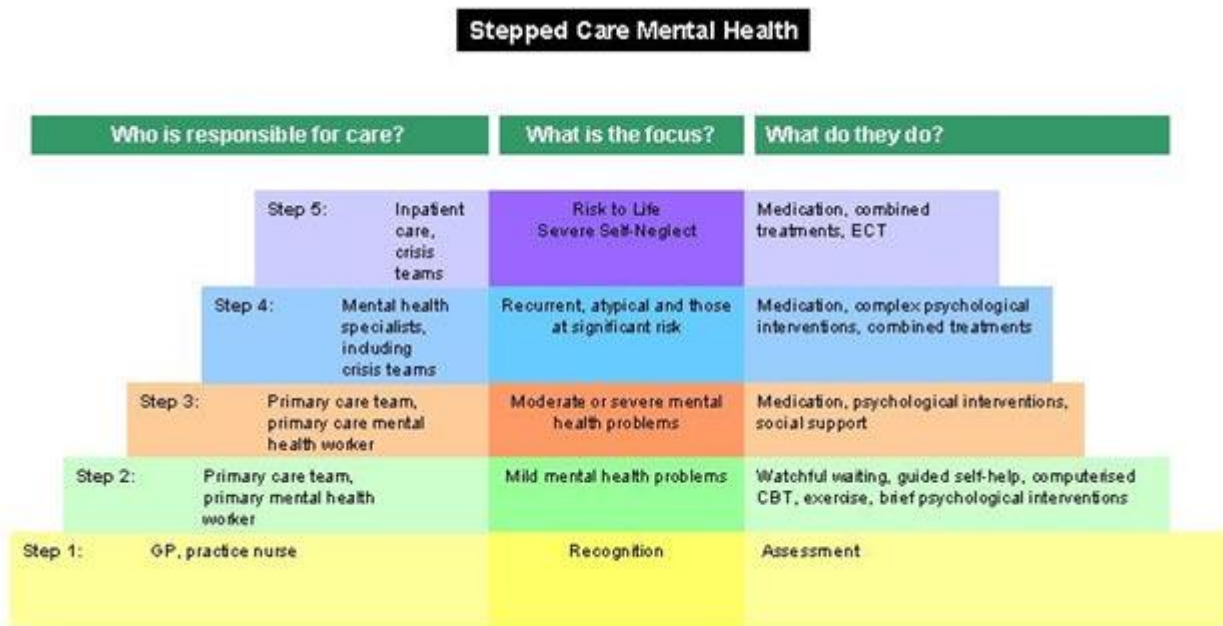 Stepped Care Mental Health
Who is responsible for care?
What is the focus?
What do they do?
Step 5:
Inpatient
care,
crisis
teams
Risk to Life
Severe Self-Neglect
Medication, combined
treatments, ECT
Step 4:
Mental health
specialists,
including
crisis teams
Recurrent, atypical and those
at significant risk
Medication, complex psychological
interventions, combined treatments
Step 3:
Primary care team,
primary care mental
health worker
Moderate or severe mental
health problems
Medication, psychological interventions,
social support
Step 2:
Primary care team,
primary mental health
worker
Mild mental health problems
Watchful waiting, guided self-help, computerised
CBT, exercise, brief psychological interventions
Step 1:
GP, practice nurse
Recognition
Assessment